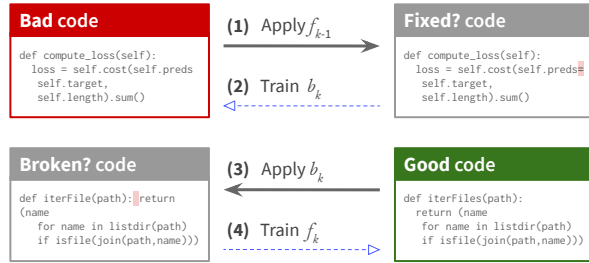 Bad code
def compute_loss(self):
loss = self.cost(self.preds
self.target,
self.length).sum()
(1) Apply f_{k-1}
(2) Train b_k
Fixed? code
def compute_loss(self):
loss = self.cost(self.preds=
self.target,
self.length).sum()
Broken? code
def iterFile(path): return
(name
for name in listdir(path)
if isfile(join(path,name)))
(3) Apply b_k
(4) Train f_k
Good code
def iterFiles(path):
return (name
for name in listdir(path)
if isfile(join(path,name)))